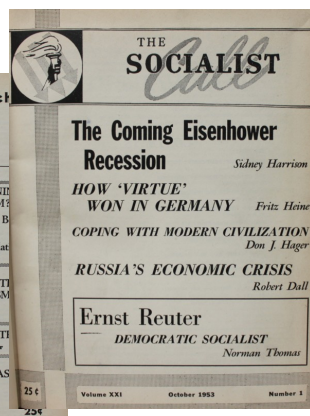 THE
SOCIALIST
Call
The Coming Eisenhower
Recession Sidney Harrison
HOW ‘VIRTUE’
WON IN GERMANY Fritz Heine
COPING WITH MODERN CIVILIZATION
Don J. Hager
RUSSIA’S ECONOMIC CRISIS
Robert Dall
Ernst Reuter
DEMOCRATIC SOCIALIST
Norman Thomas
25¢ Volume XXI October 1953 Number 1
25¢